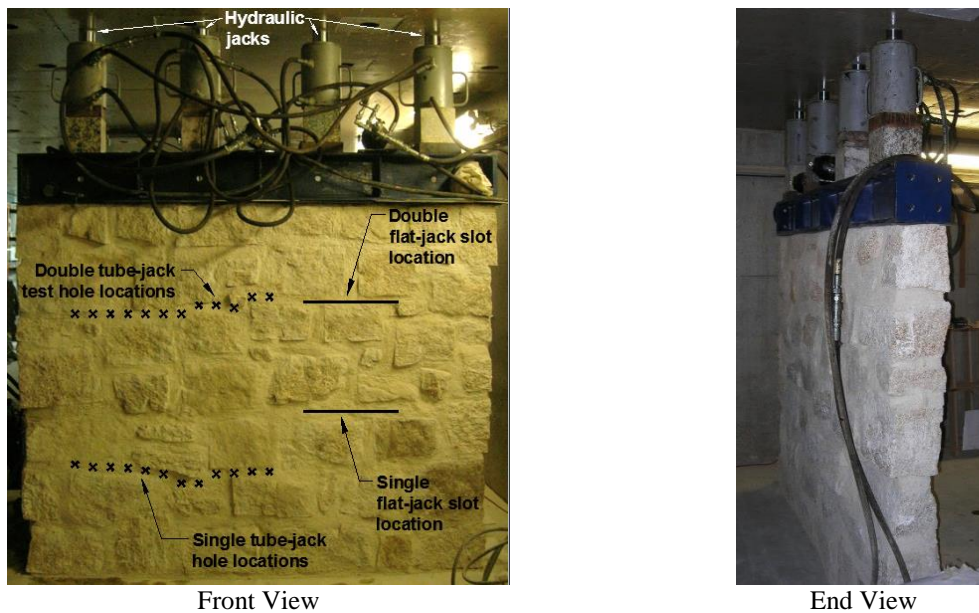 Hydraulic
jacks
Double
flat-jack slot
location
Double tube-jack
test hole locations
Single
flat-jack slot
location
Single tube-jack
hole locations
Front View
End View